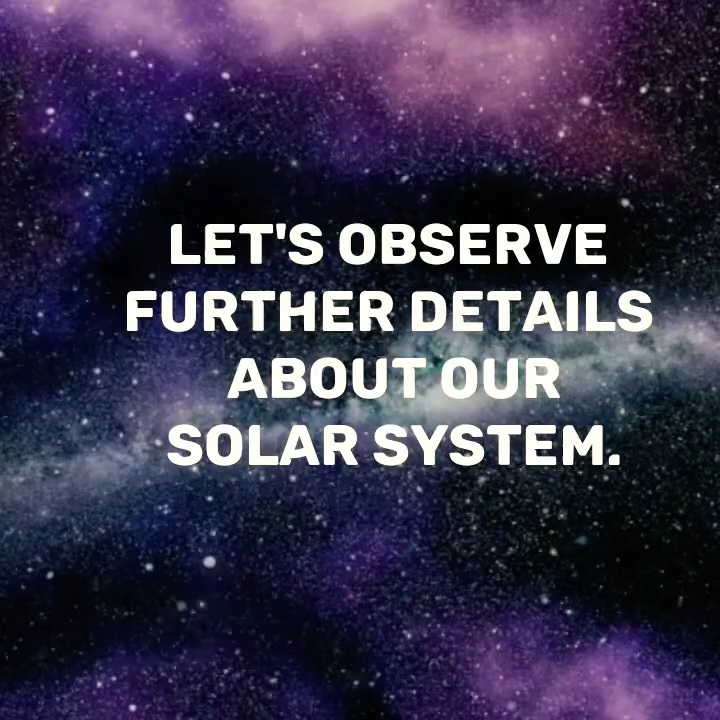 LET'S OBSERVE
FURTHER DETAILS
ABOUT OUR
SOLAR SYSTEM.